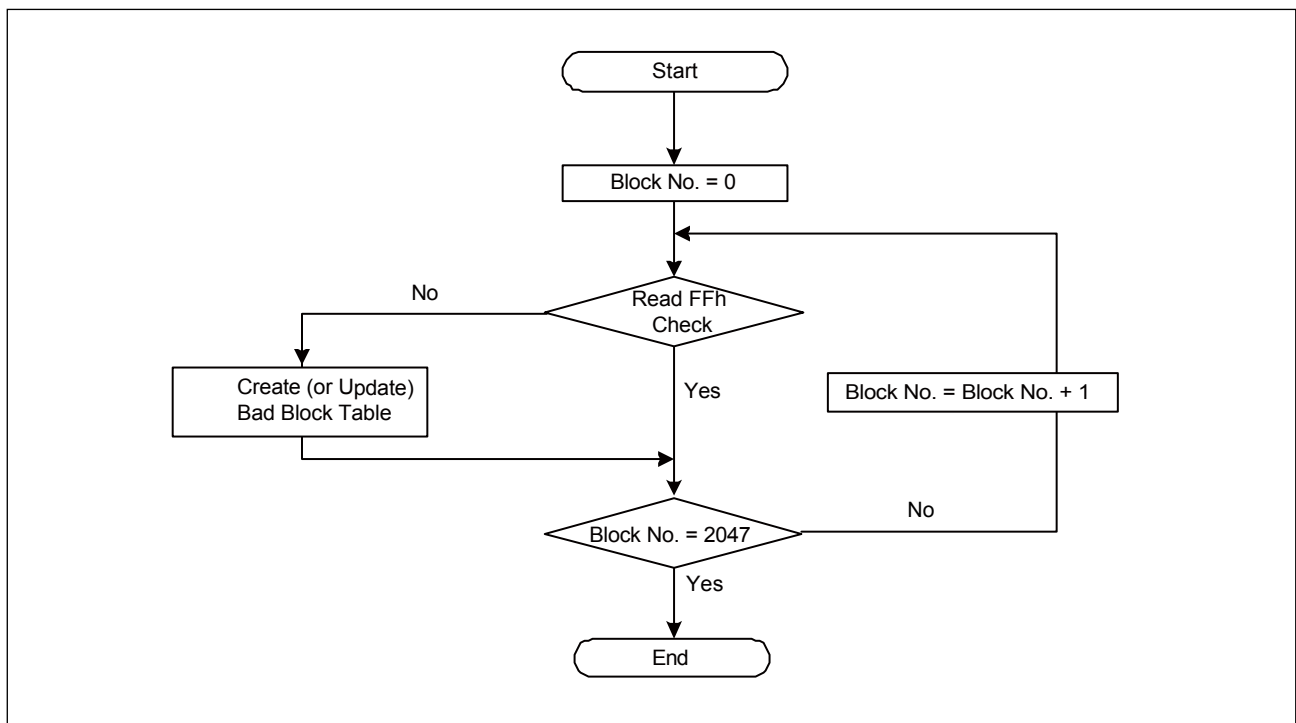 Start
Block No. = 0
No
Read FFh
Check
Create (or Update)
Bad Block Table
Yes
Block No. = Block No. + 1
No
Block No. = 2047
Yes
End